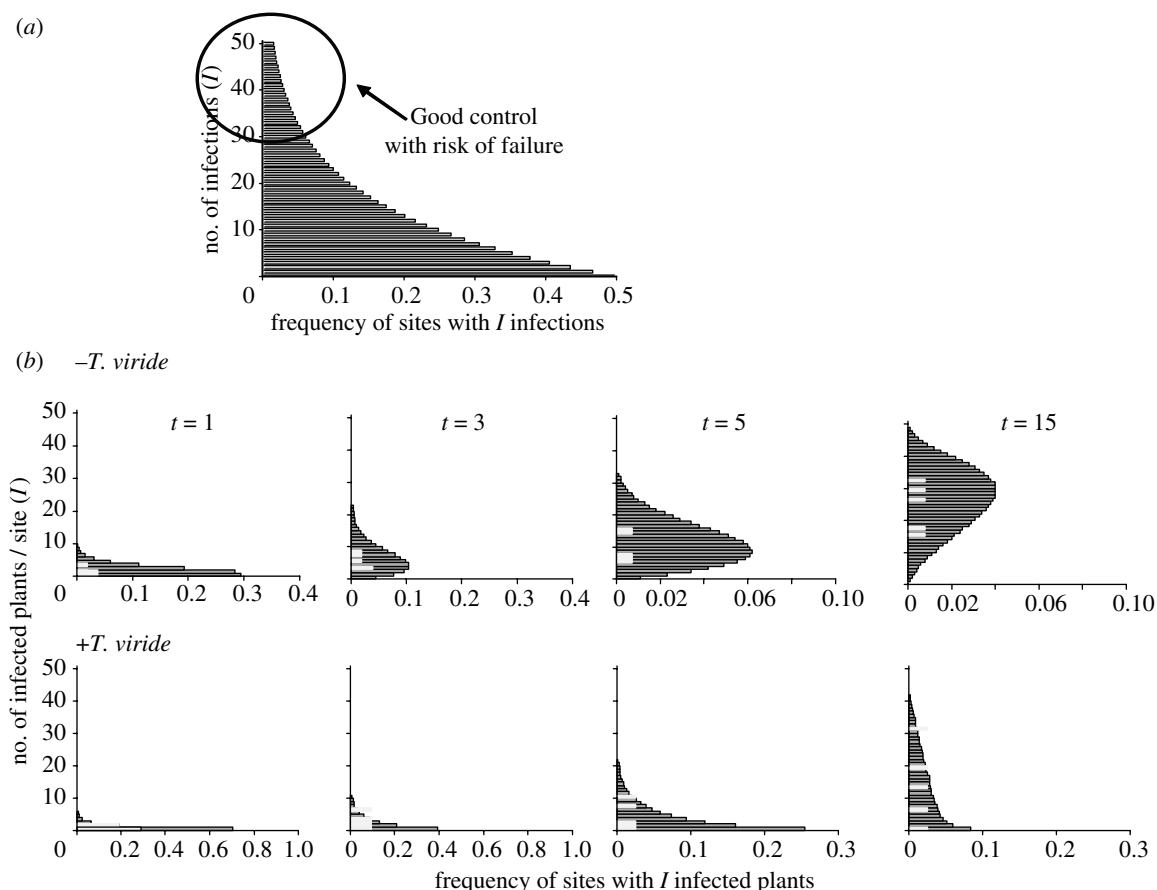 (a)
50
40
30
20
10
no. of infections (I)
Good control
with risk of failure
0 0.1 0.2 0.3 0.4 0.5
frequency of sites with I infections
(b) –T. viride
t = 1 t = 3 t = 5 t = 15
50
40
30
20
10
0 0.1 0.2 0.3 0.4
0 0.1 0.2 0.3 0.4
0 0.02 0.06 0.10
0 0.02 0.06 0.10
no. of infected plants / site (I)
+T. viride
50
40
30
20
10
0 0.2 0.4 0.6 0.8 1.0
0 0.2 0.4 0.6 0.8 1.0
0 0.1 0.2 0.3
0 0.1 0.2 0.3
frequency of sites with I infected plants